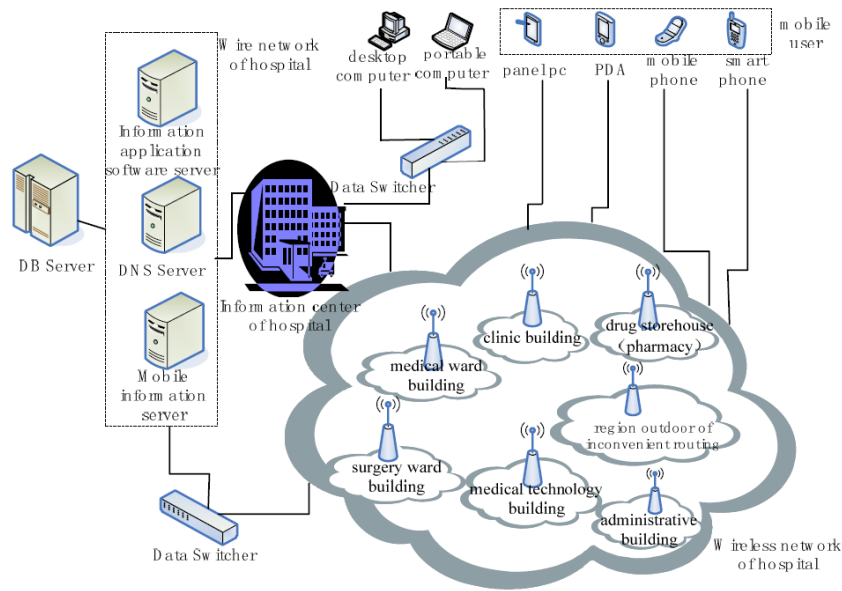 Wire network
of hospital
desktop
computer
portable
computer
panelpc
PDA
mobile
phone
smart
phone
mobile
user
Information
application
software server
Data Switcher
DB Server
DNS Server
Information center
of hospital
Mobile
information
server
clinic building
drug storehouse
(pharmacy)
medical ward
building
region outdoor of
inconvenient routing
surgery ward
building
medical technology
building
administrative
building
Data Switcher
Wireless network
of hospital